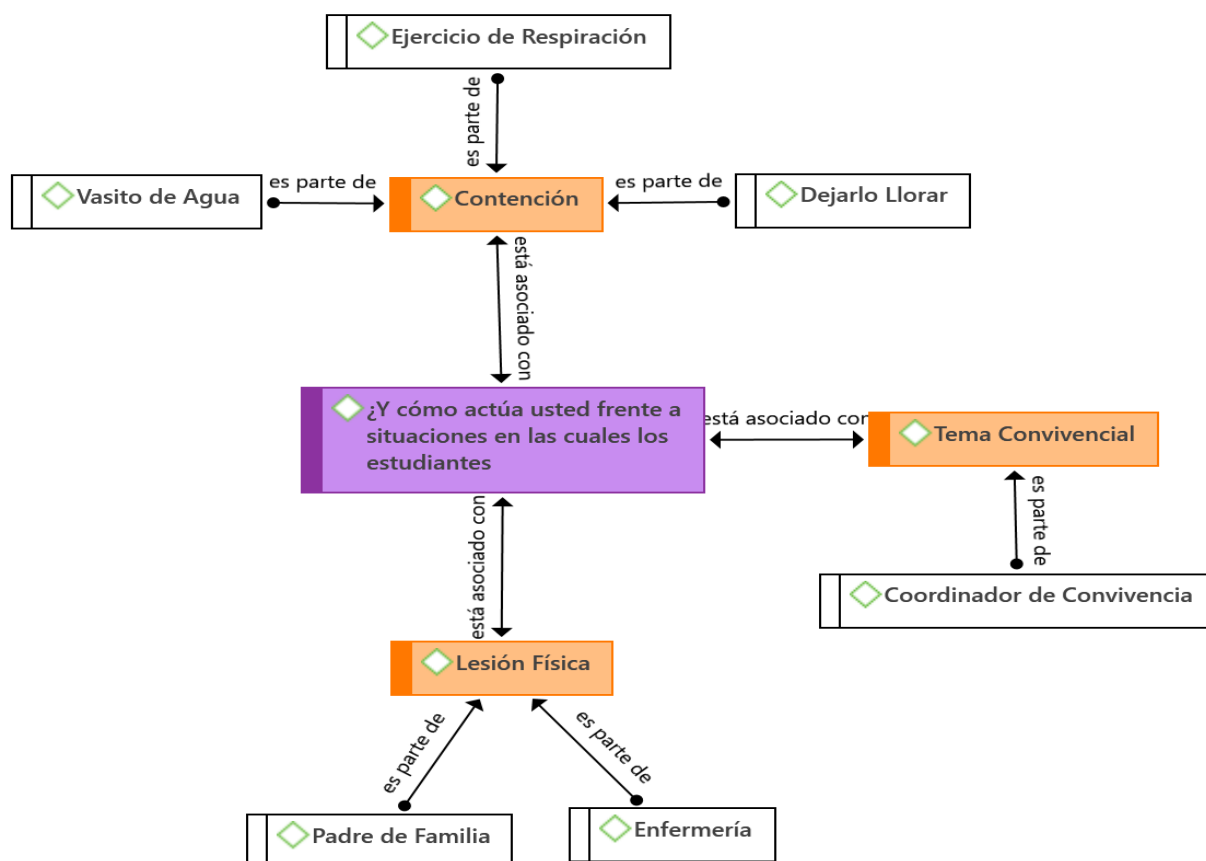 Ejercicio de Respiración
es parte de
Vasito de Agua
es parte de
Contención
es parte de
Dejarlo Llorar
está asociado con
¿Y cómo actúa usted frente a
situaciones en las cuales los
estudiantes
está asociado con
Tema Convivencial
es parte de
Coordinador de Convivencia
está asociado con
Lesión Física
es parte de
es parte de
Padre de Familia
Enfermería